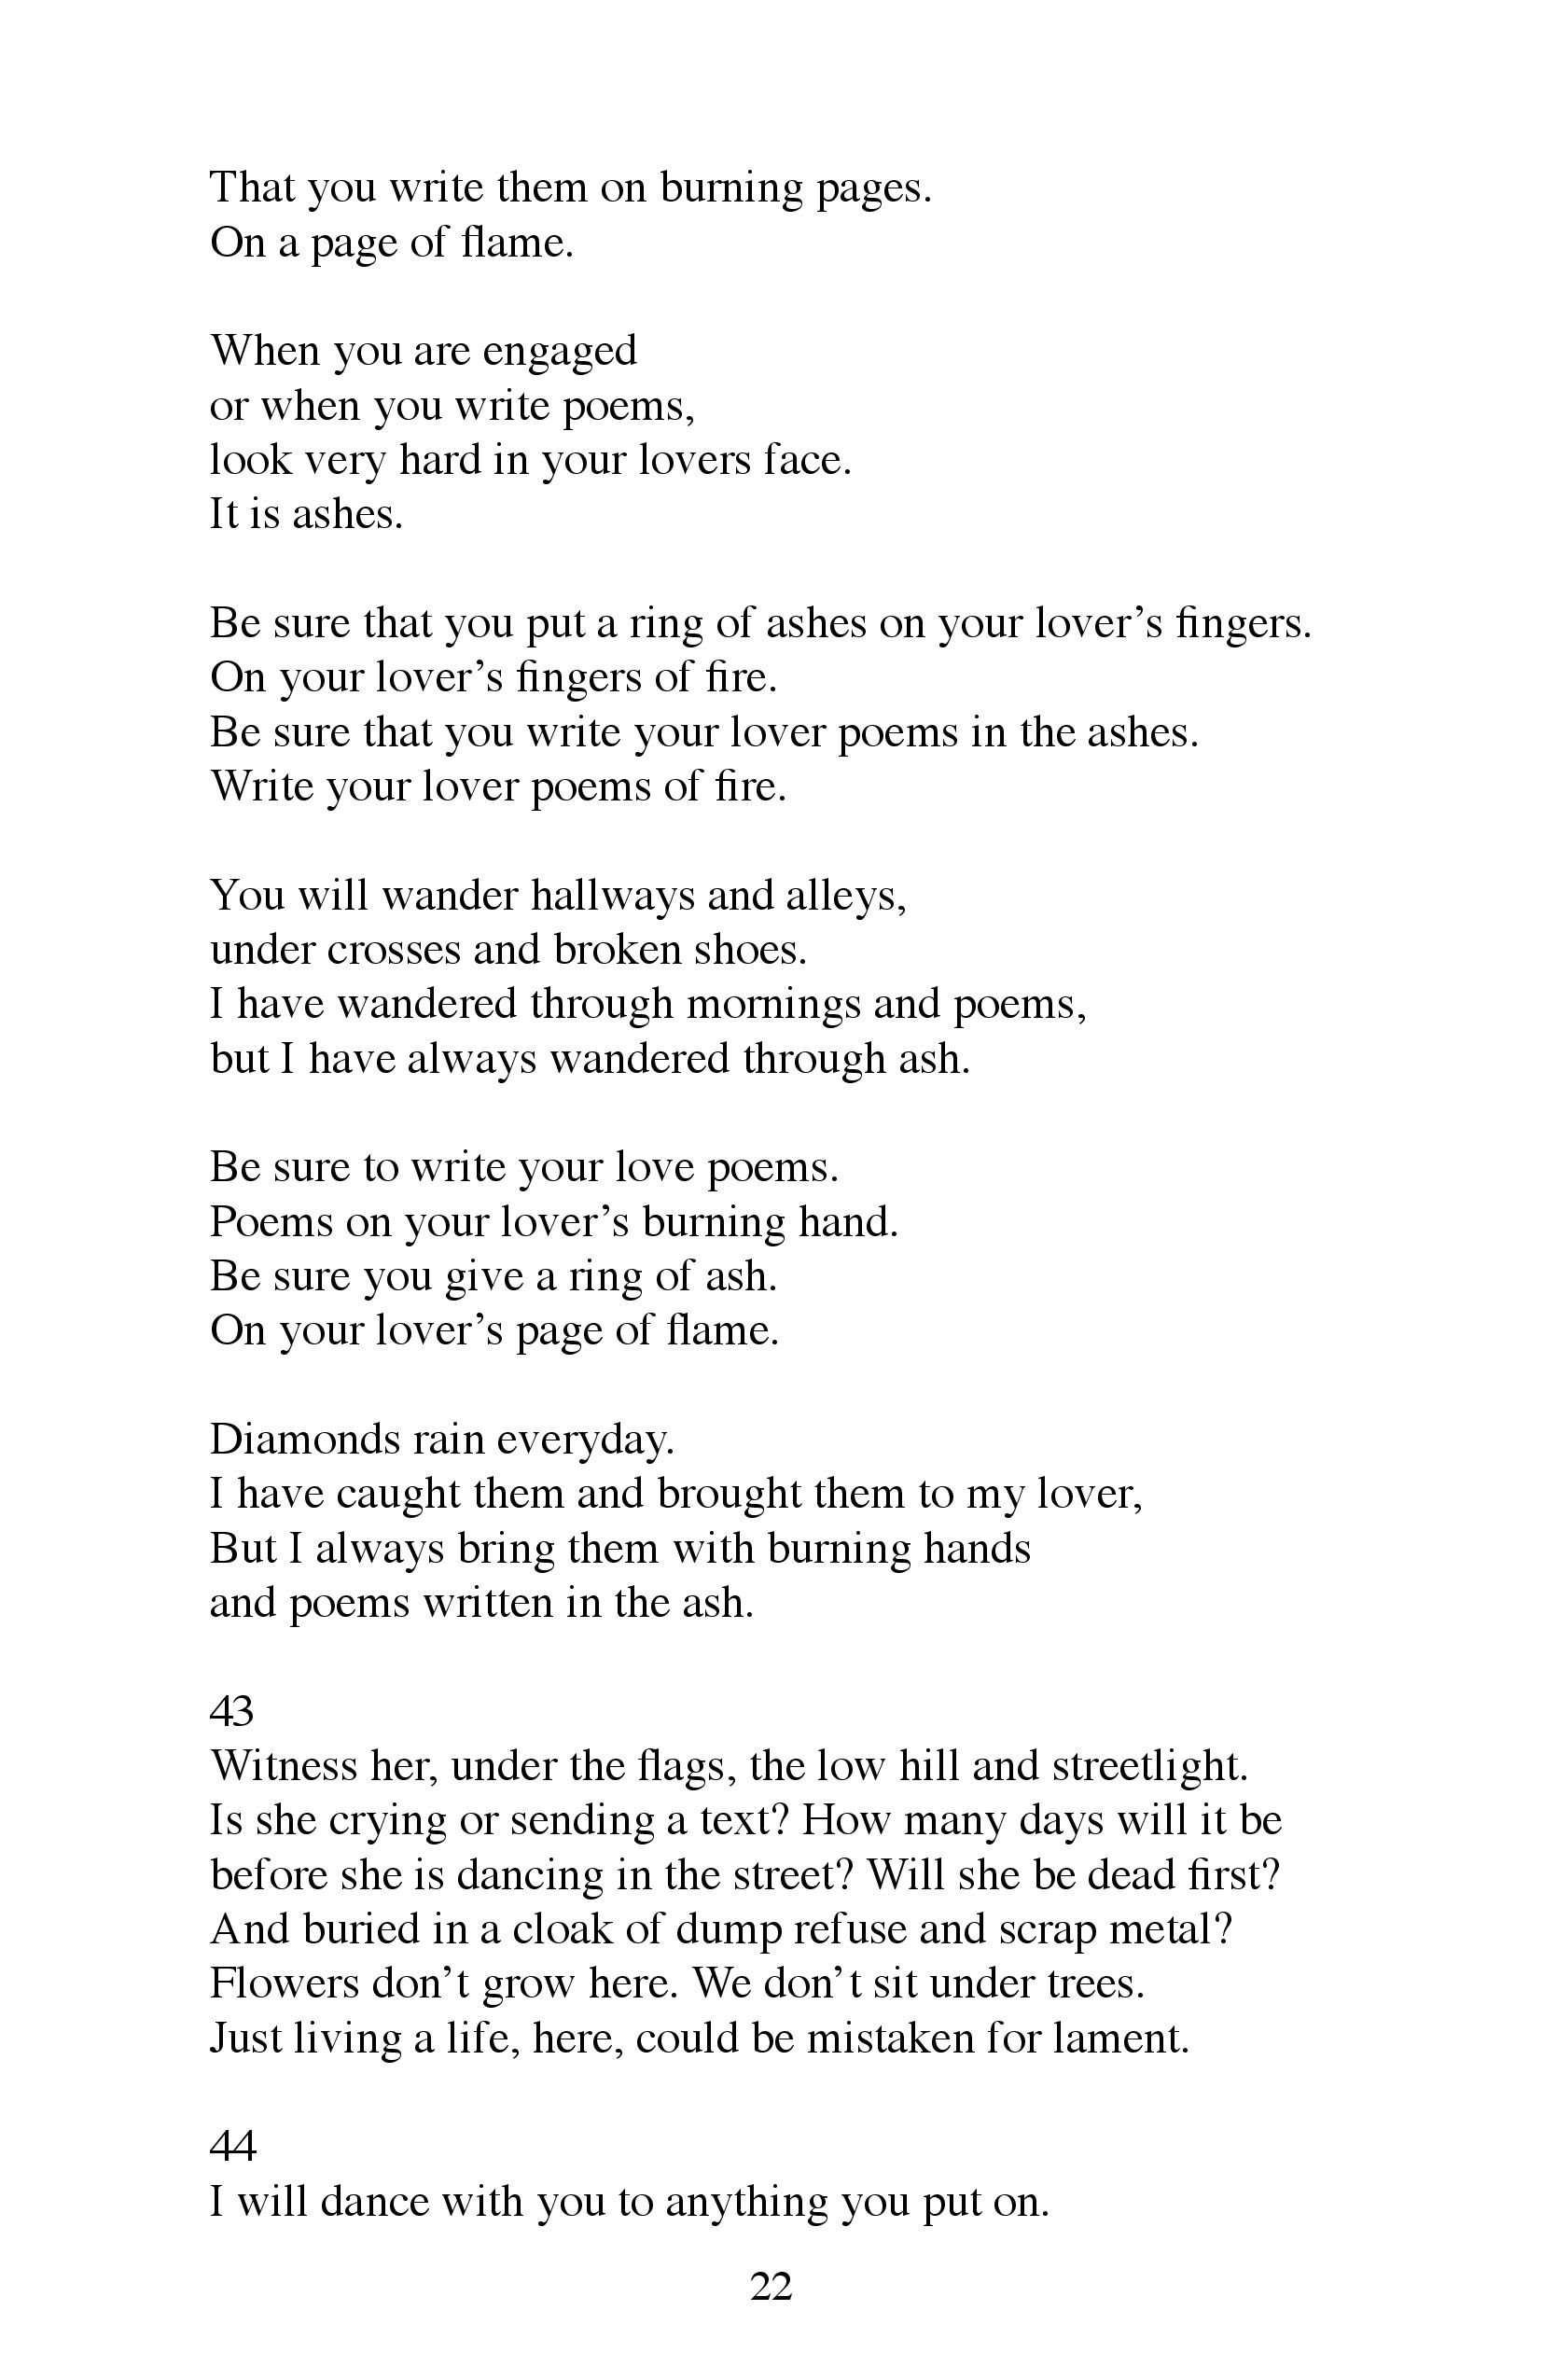 That you write them on burning pages.
On a page of flame.

When you are engaged
or when you write poems,
look very hard in your lovers face.
It is ashes.

Be sure that you put a ring of ashes on your lover’s fingers.
On your lover’s fingers of fire.
Be sure that you write your lover poems in the ashes.
Write your lover poems of fire.

You will wander hallways and alleys,
under crosses and broken shoes.
I have wandered through mornings and poems,
but I have always wandered through ash.

Be sure to write your love poems.
Poems on your lover’s burning hand.
Be sure you give a ring of ash.
On your lover’s page of flame.

Diamonds rain everyday.
I have caught them and brought them to my lover,
But I always bring them with burning hands
and poems written in the ash.

43
Witness her, under the flags, the low hill and streetlight.
Is she crying or sending a text? How many days will it be
before she is dancing in the street? Will she be dead first?
And buried in a cloak of dump refuse and scrap metal?
Flowers don’t grow here. We don’t sit under trees.
Just living a life, here, could be mistaken for lament.

44
I will dance with you to anything you put on.

22